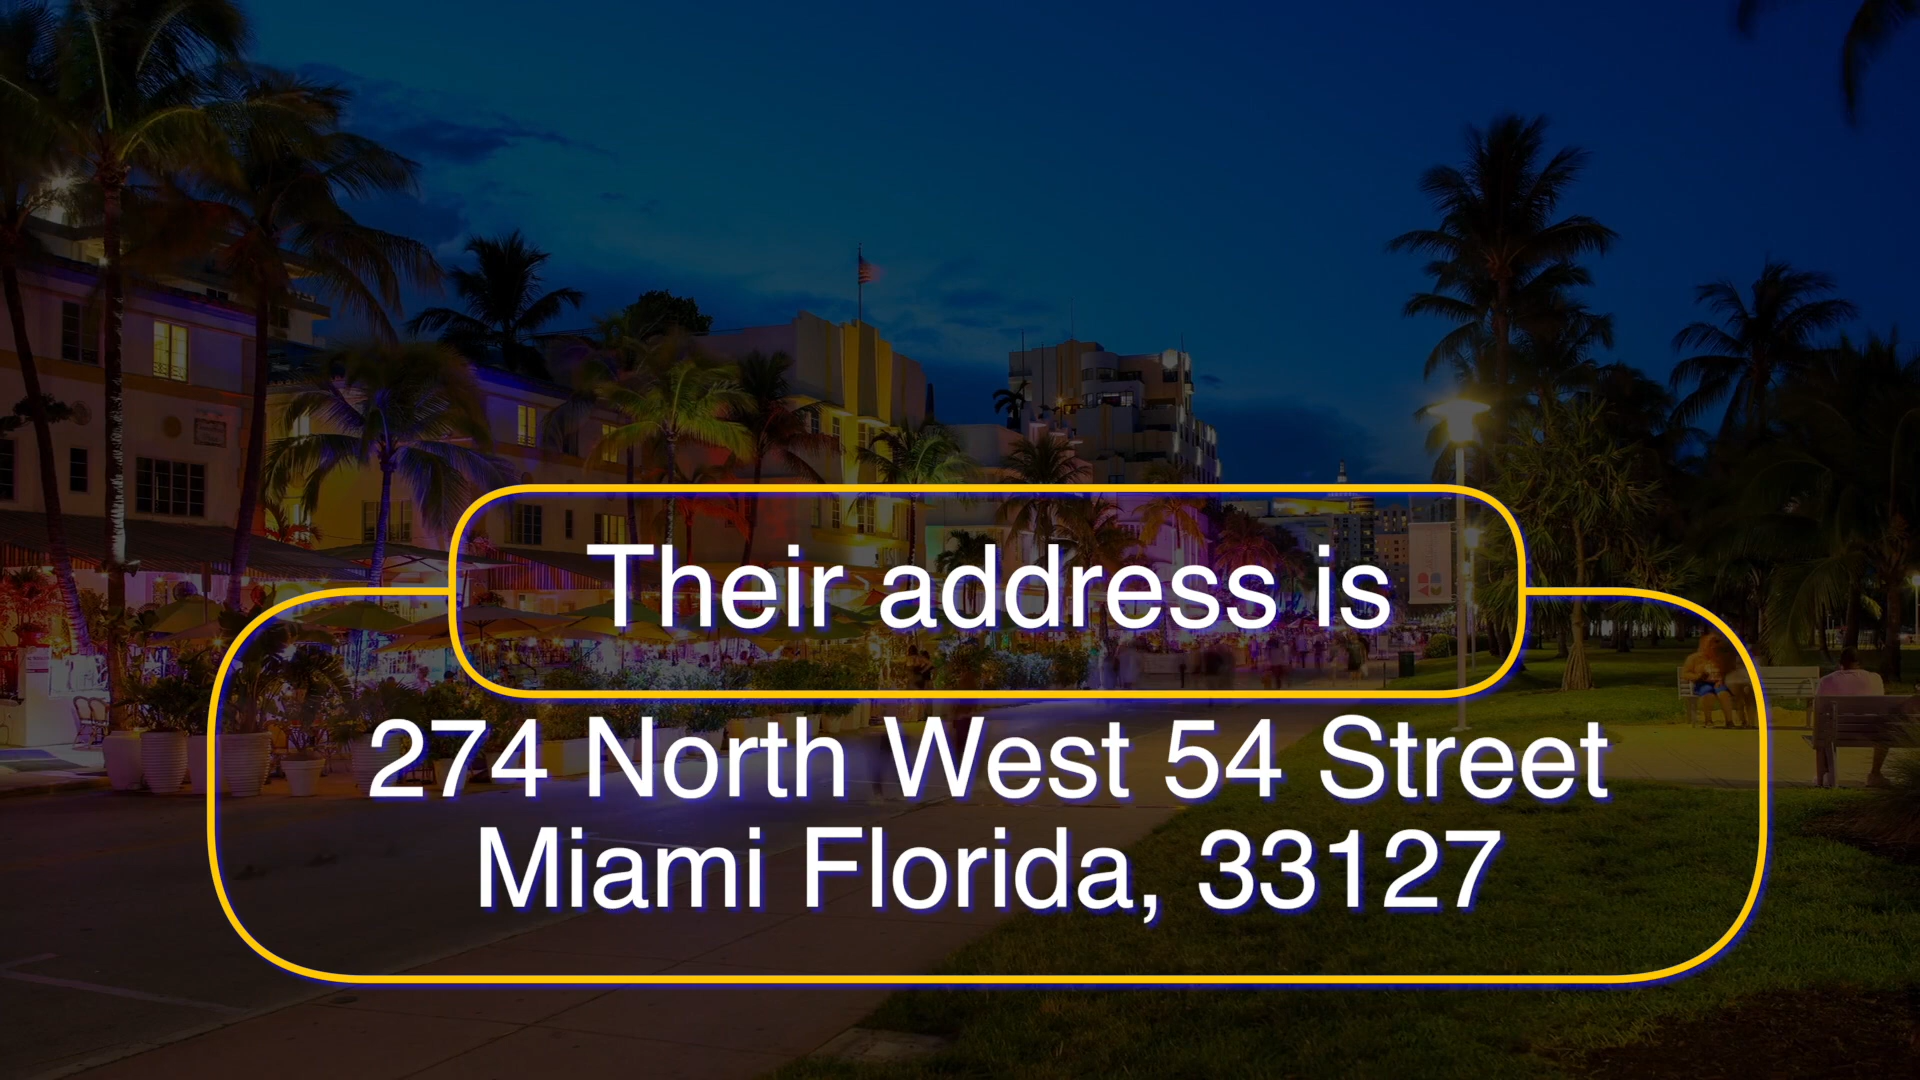 Their address is
274 North West 54 Street
Miami Florida, 33127